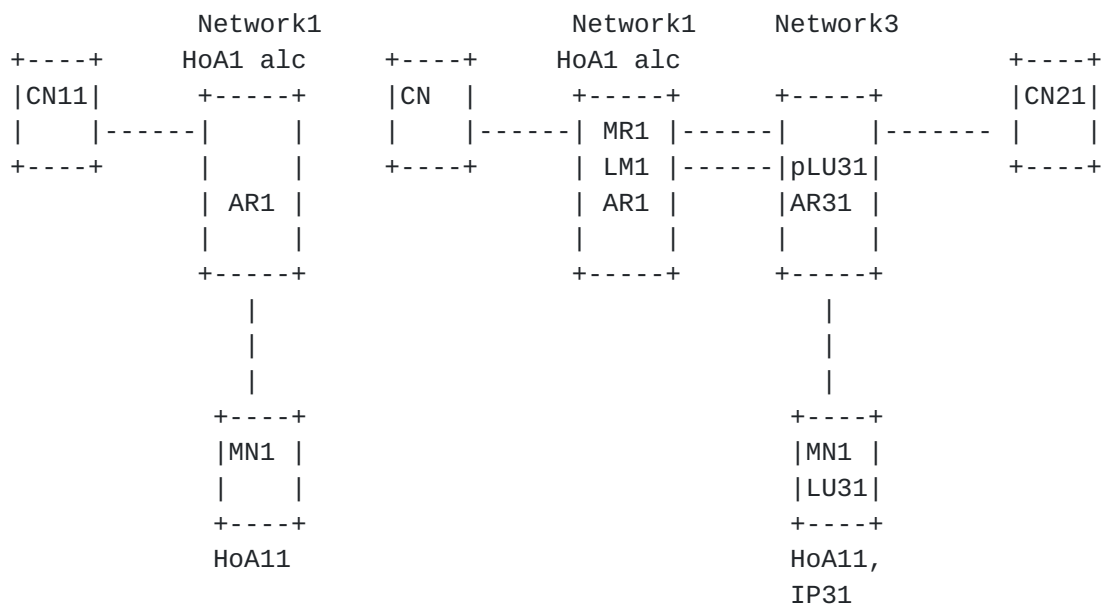 Network1               Network1     Network3
+----+     HoA1 alc     +----+     HoA1 alc                     +----+
|CN11|      +-----+     |CN  |      +-----+      +-----+        |CN21|
|    |------|     |     |    |------| MR1 |------|     |------- |    |
+----+      |     |     +----+      | LM1 |------|pLU31|        +----+
            | AR1 |                 | AR1 |      |AR31 |
            |     |                 |     |      |     |
            +-----+                 +-----+      +-----+
               |                                    |
               |                                    |
               |                                    |
             +----+                               +----+
             |MN1 |                               |MN1 |
             |    |                               |LU31|
             +----+                               +----+
             HoA11                                HoA11,
                                                  IP31